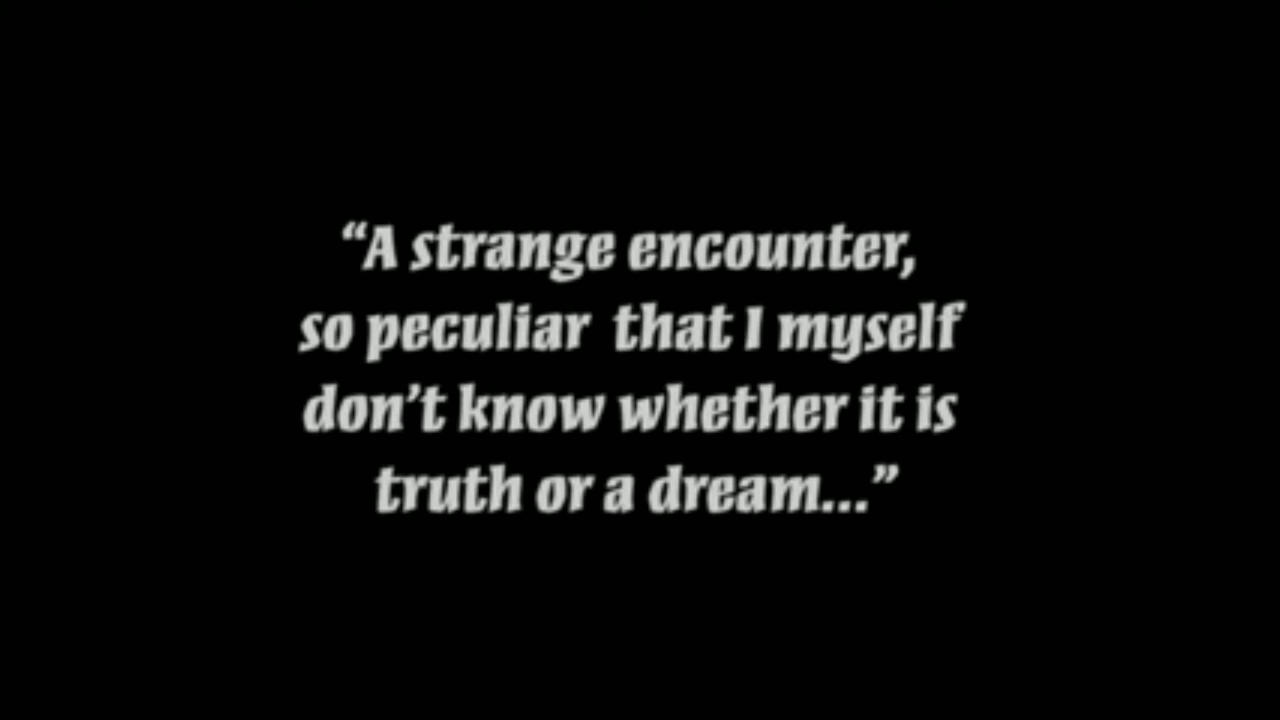 “A strange encounter,
so peculiar  that I myself
don’t know whether it is
truth or a dream...”